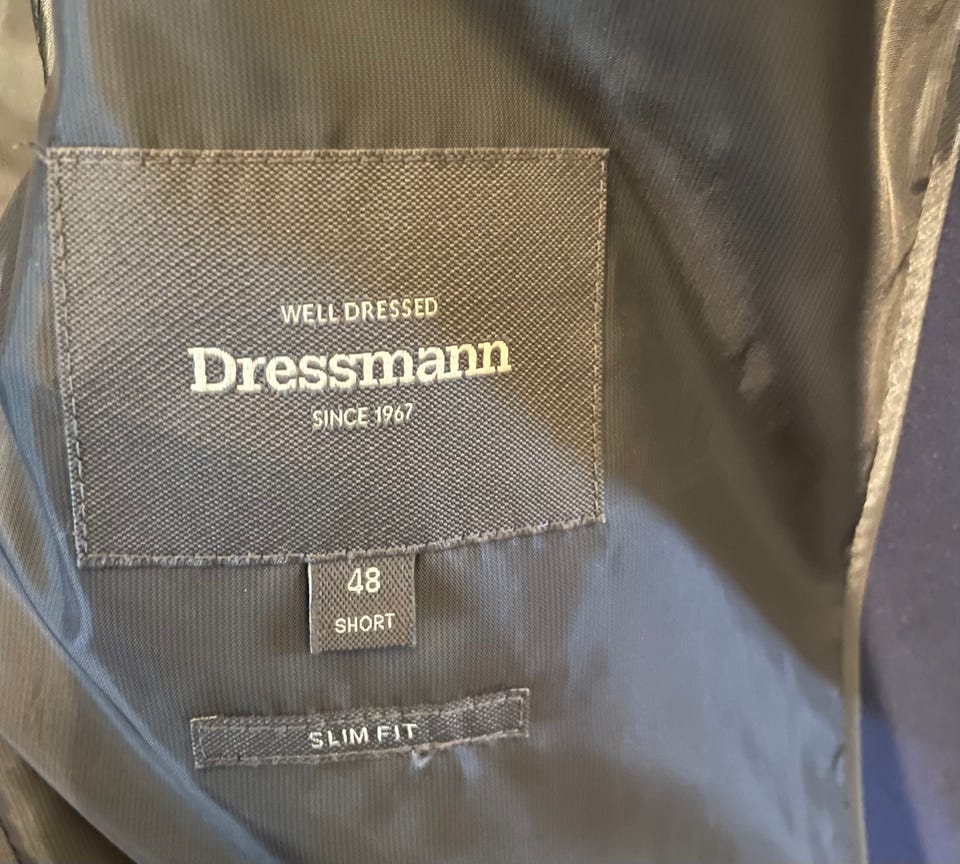 WELL DRESSED
Dressmann
SINCE 1967
48
SHORT
SLIM FIT